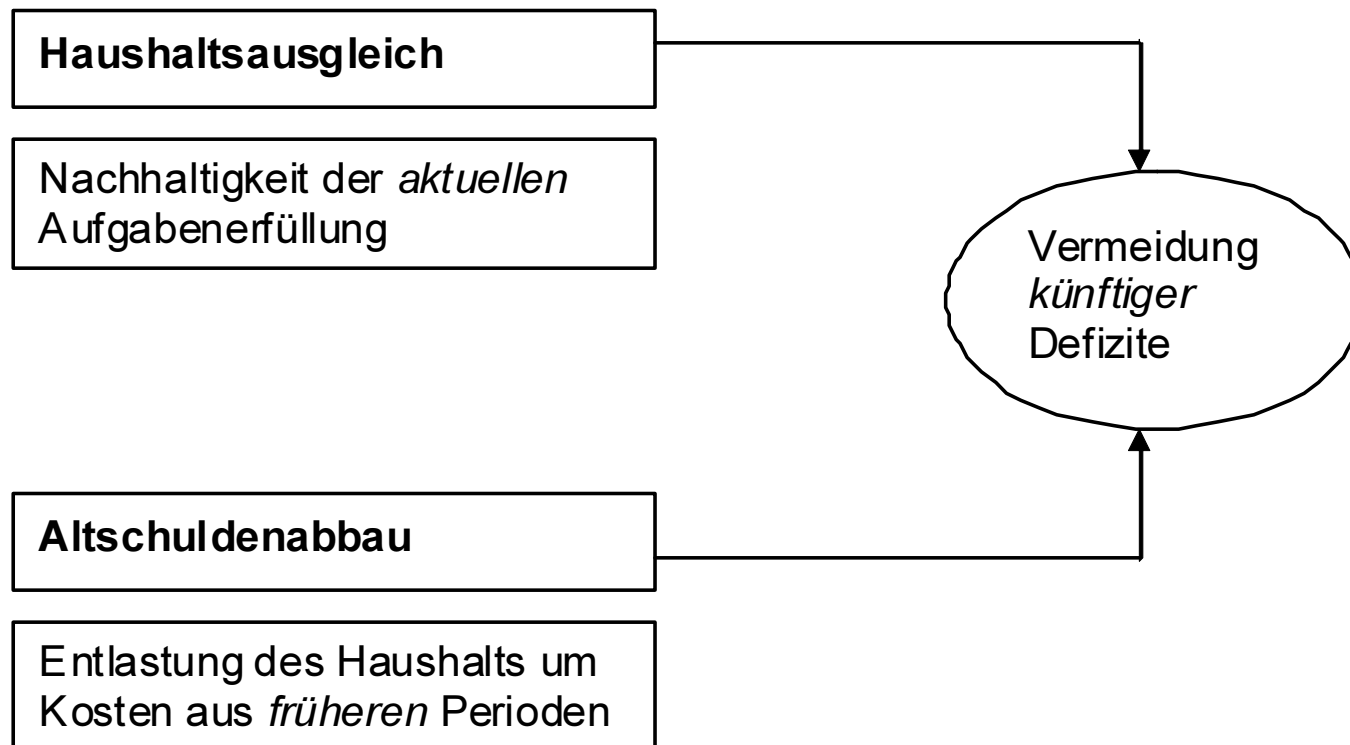 Haushaltsausgleich
Nachhaltigkeit der aktuellen
Aufgabenerfüllung
Vermeidung
künftiger
Defizite
Altschuldenabbau
Entlastung des Haushalts um
Kosten aus früheren Perioden